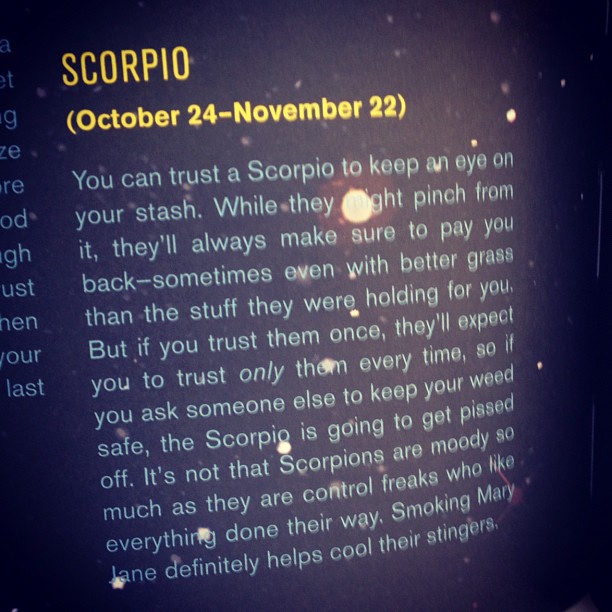 a
et
ng
ze
ore
od
ugh
ust
hen
your
last
SCORPIO
(October 24–November 22)
You can trust a Scorpio to keep an eye on
your stash. While they might pinch from
it, they'll always make sure to pay you
back—sometimes even with better grass
than the stuff they were holding for you.
But if you trust them once, they'll expect
you to trust only them every time, so if
you ask someone else to keep your weed
safe, the Scorpio is going to get pissed
off. It's not that Scorpions are moody so
much as they are control freaks who like
everything done their way. Smoking Mary
Jane definitely helps cool their stingers.